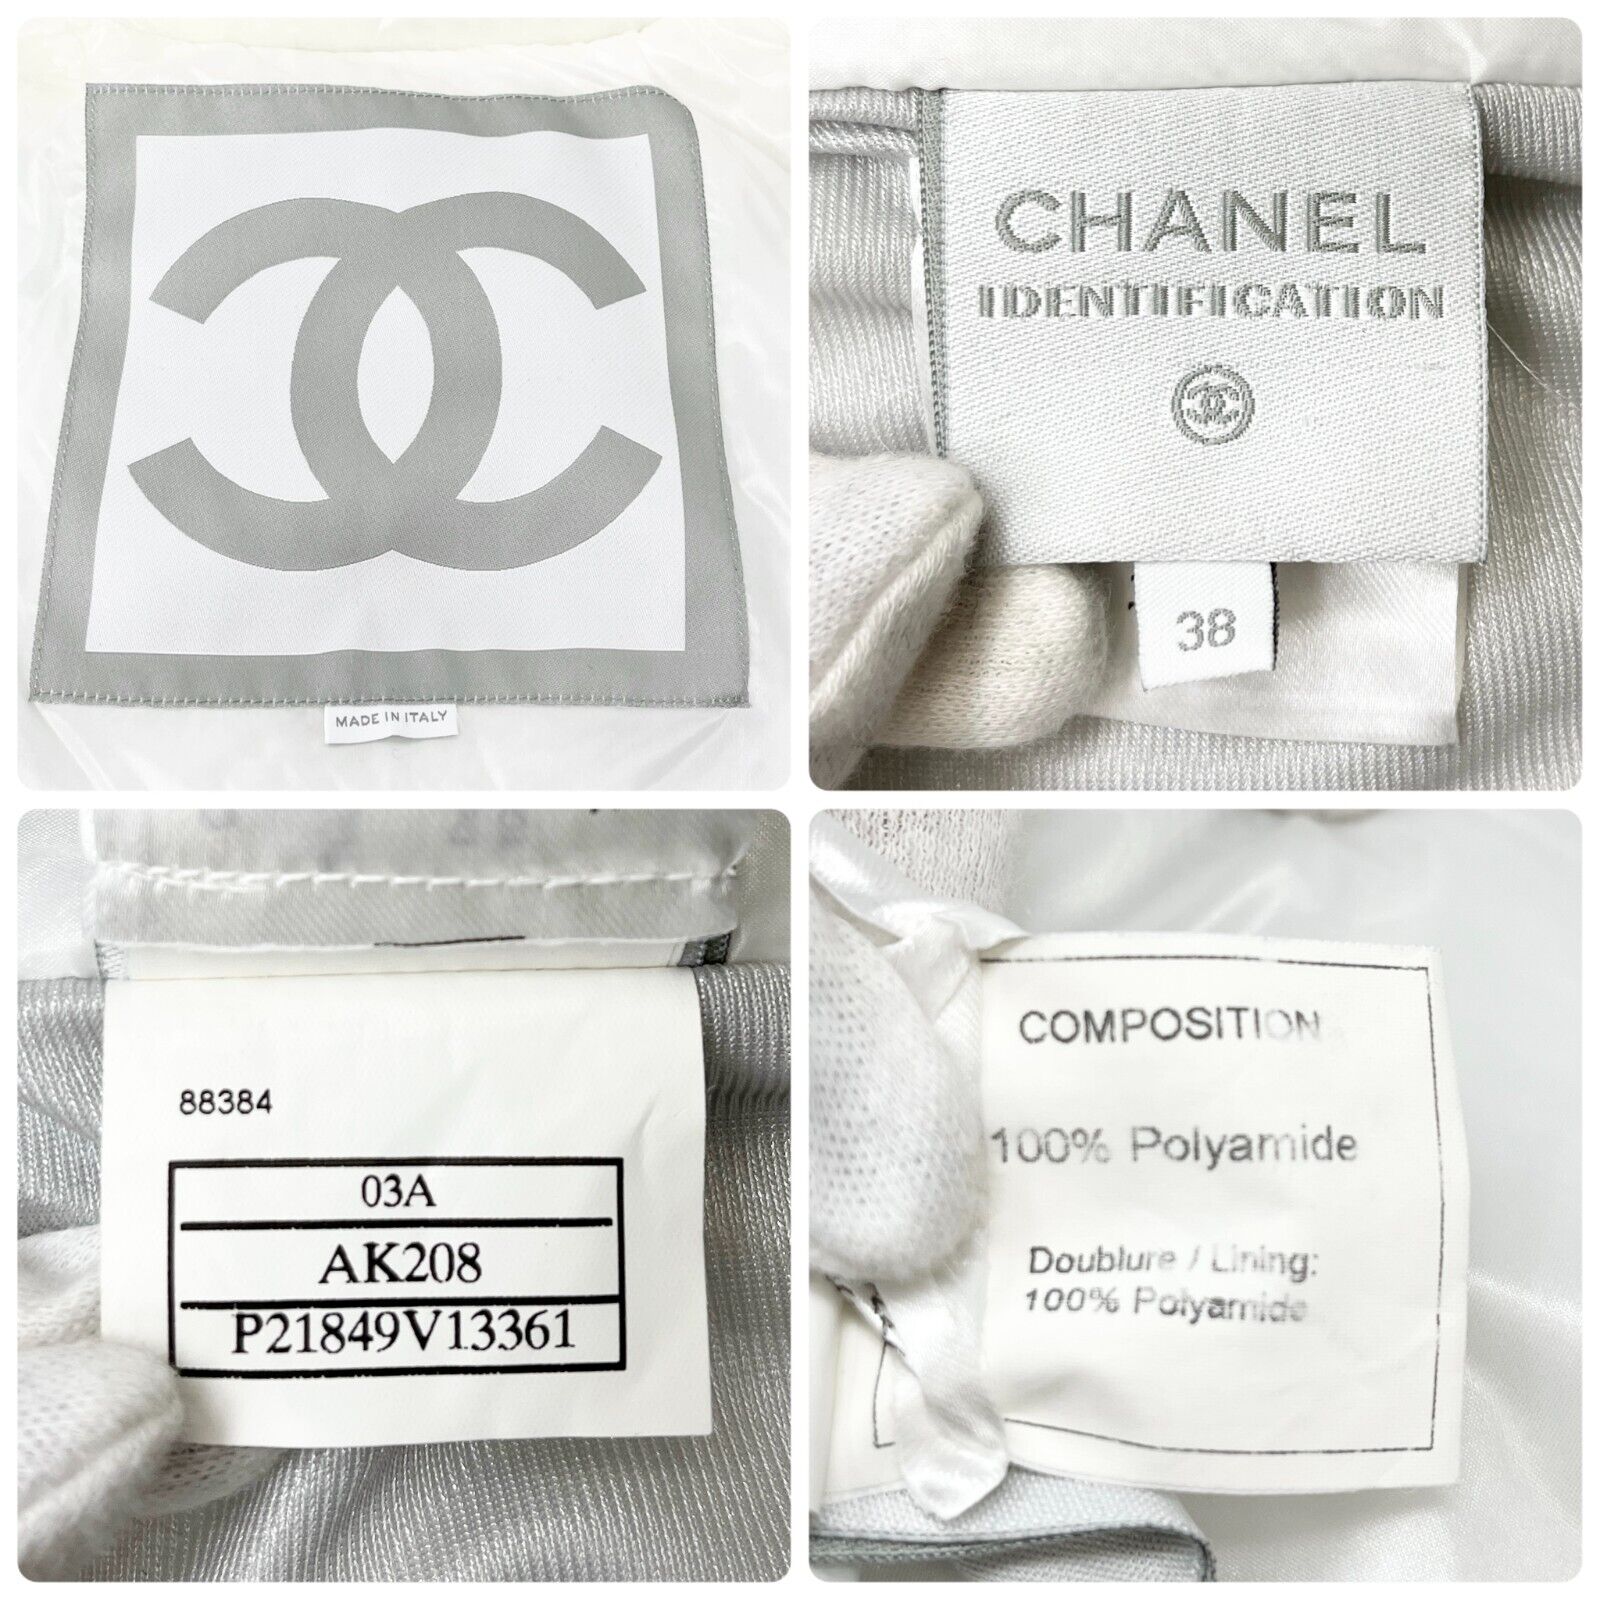 MADE IN ITALY
CHANEL
IDENTIFICATION
38
88384
03A
AK208
P21849V13361
COMPOSITION
100% Polyamide
Doublure / Lining:
100% Polyamide